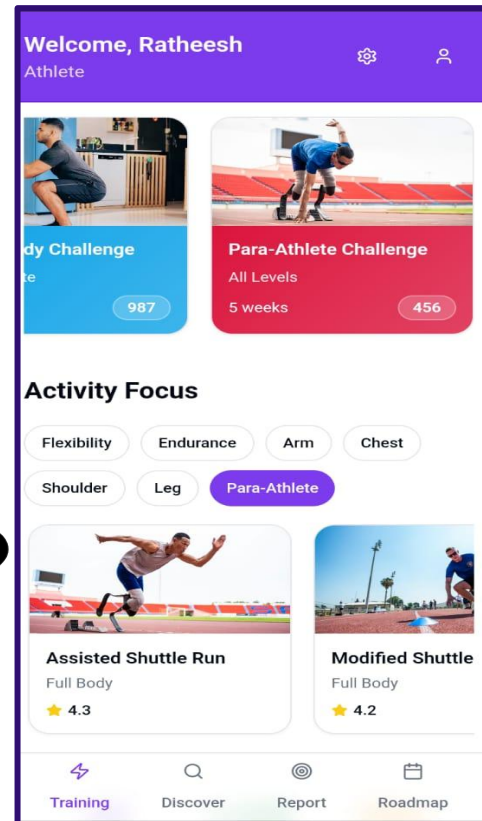 Welcome, Ratheesh
Athlete
dy Challenge
te
987
Para-Athlete Challenge
All Levels
5 weeks
456
Activity Focus
Flexibility
Endurance
Arm
Chest
Shoulder
Leg
Para-Athlete
Assisted Shuttle Run
Full Body
4.3
Modified Shuttle
Full Body
4.2
Training
Discover
Report
Roadmap